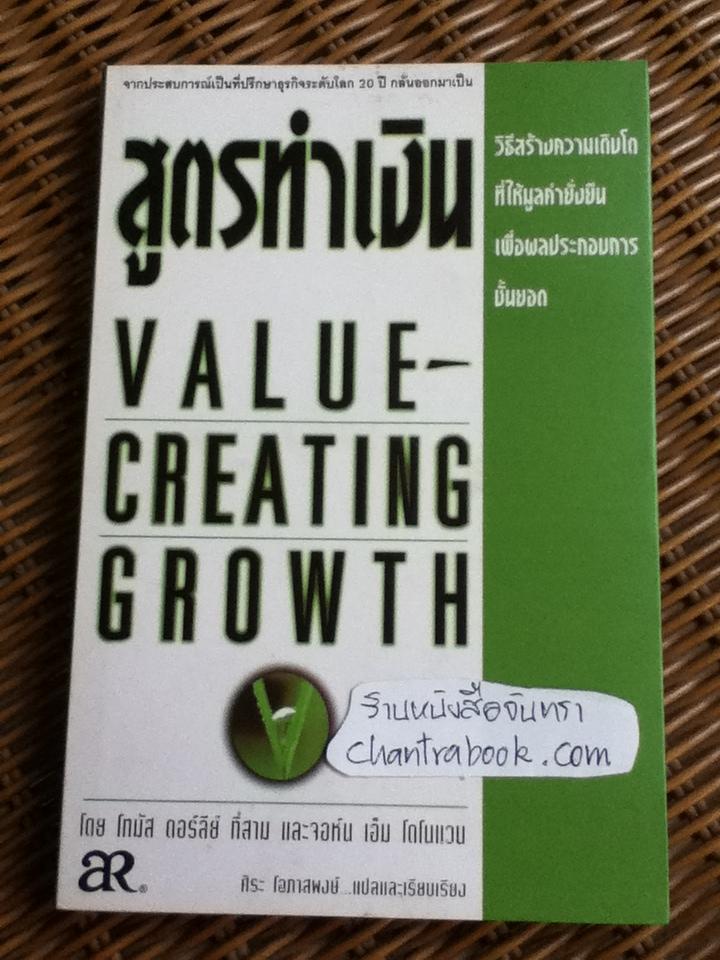 จากประสบการณ์เป็นที่ปรึกษาธุรกิจระดับโลก 20 ปี กลั่นออกมาเป็น
สูตรทำเงิน
วิธีสร้างความเติบโต
ที่ให้มูลค่ายั่งยืน
เพื่อผลประกอบการ
ชั้นยอด
VALUE-
CREATING
GROWTH
ร้านหนังสือจันทรา
chantrabook.com
โดย โทมัส ดอร์ลีย์ ที่สาม และจอห์น เอ็ม โดโนแวน
aR®
ศิระ โอภาสพงษ์...แปลและเรียบเรียง